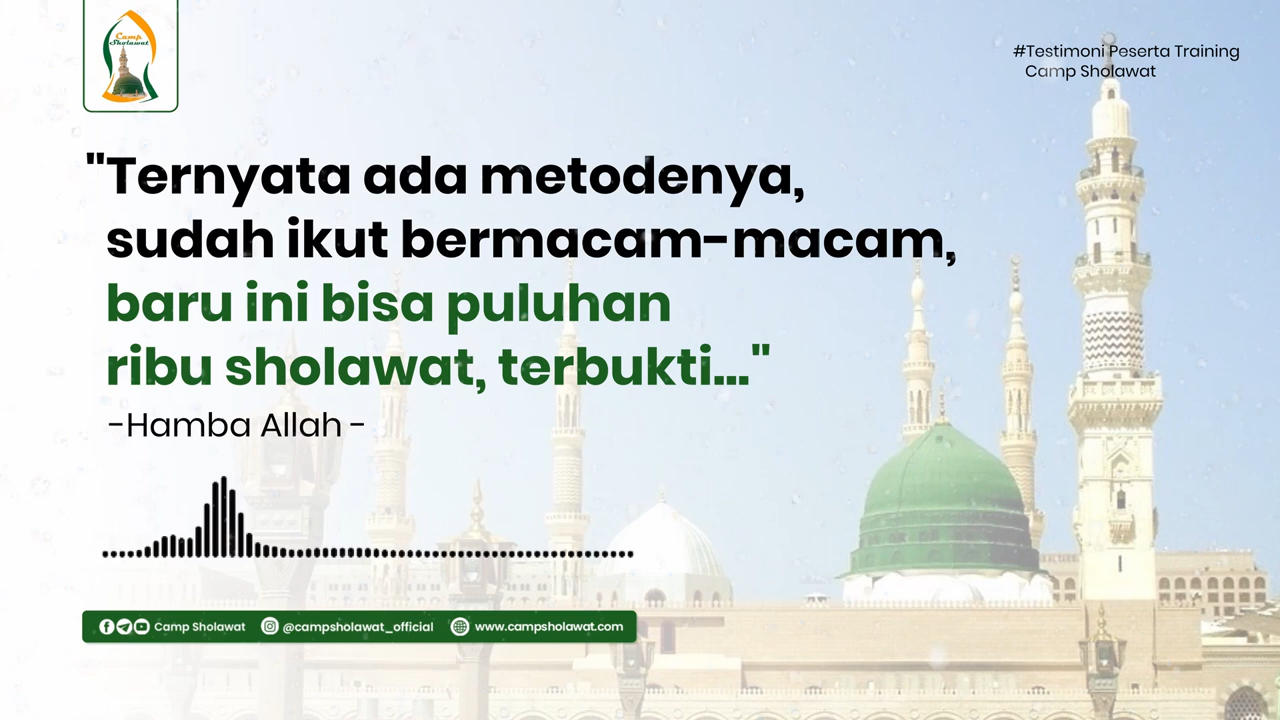 Camp
Sholawat
#Testimoni Peserta Training
Camp Sholawat
"Ternyata ada metodenya,
sudah ikut bermacam-macam,
baru ini bisa puluhan
ribu sholawat, terbukti..."
-Hamba Allah -
Camp Sholawat @campsholawat_official www.campsholawat.com